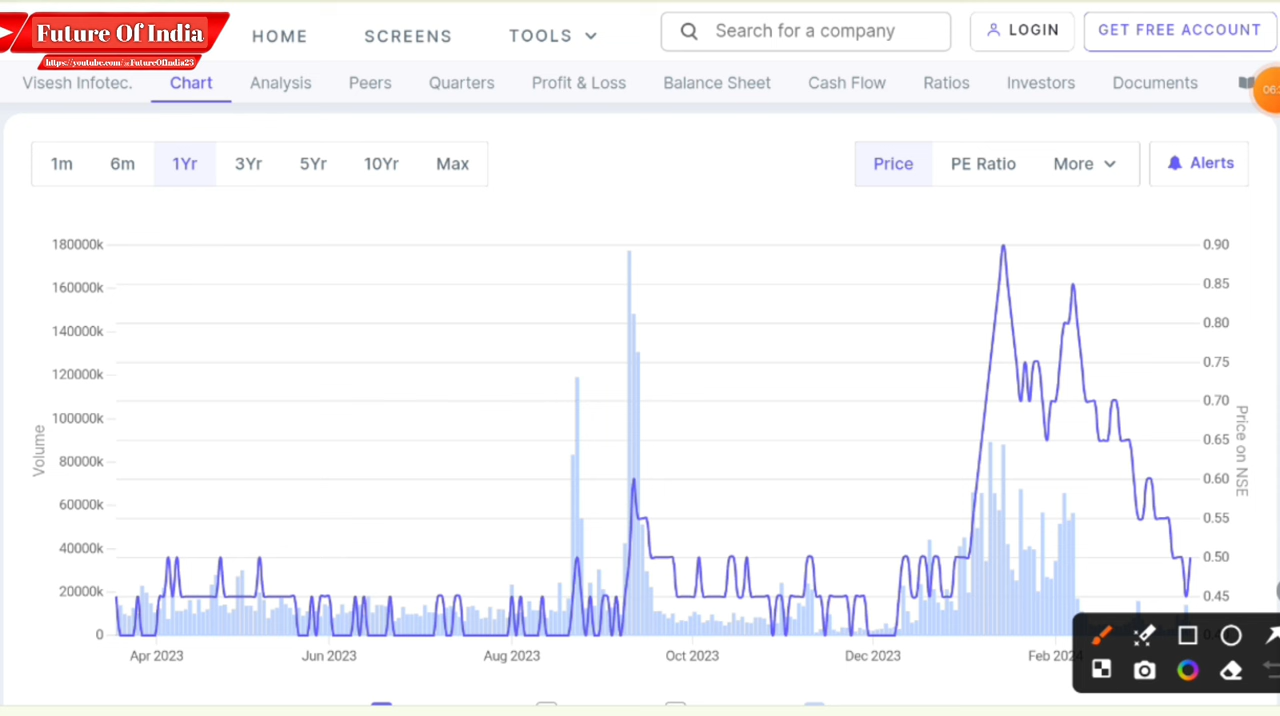 Future Of India
https://youtube.com/@FutureOfIndia23
HOME SCREENS TOOLS
Search for a company
LOGIN
GET FREE ACCOUNT
Visesh Infotec. Chart Analysis Peers Quarters Profit & Loss Balance Sheet Cash Flow Ratios Investors Documents
1m 6m 1Yr 3Yr 5Yr 10Yr Max
Price PE Ratio More
Alerts
180000k 0.90
160000k 0.85
140000k 0.80
120000k 0.75
100000k 0.70
80000k 0.65
60000k 0.60
40000k 0.55
20000k 0.50
0 0.45
Volume
Price on NSE
Apr 2023 Jun 2023 Aug 2023 Oct 2023 Dec 2023 Feb